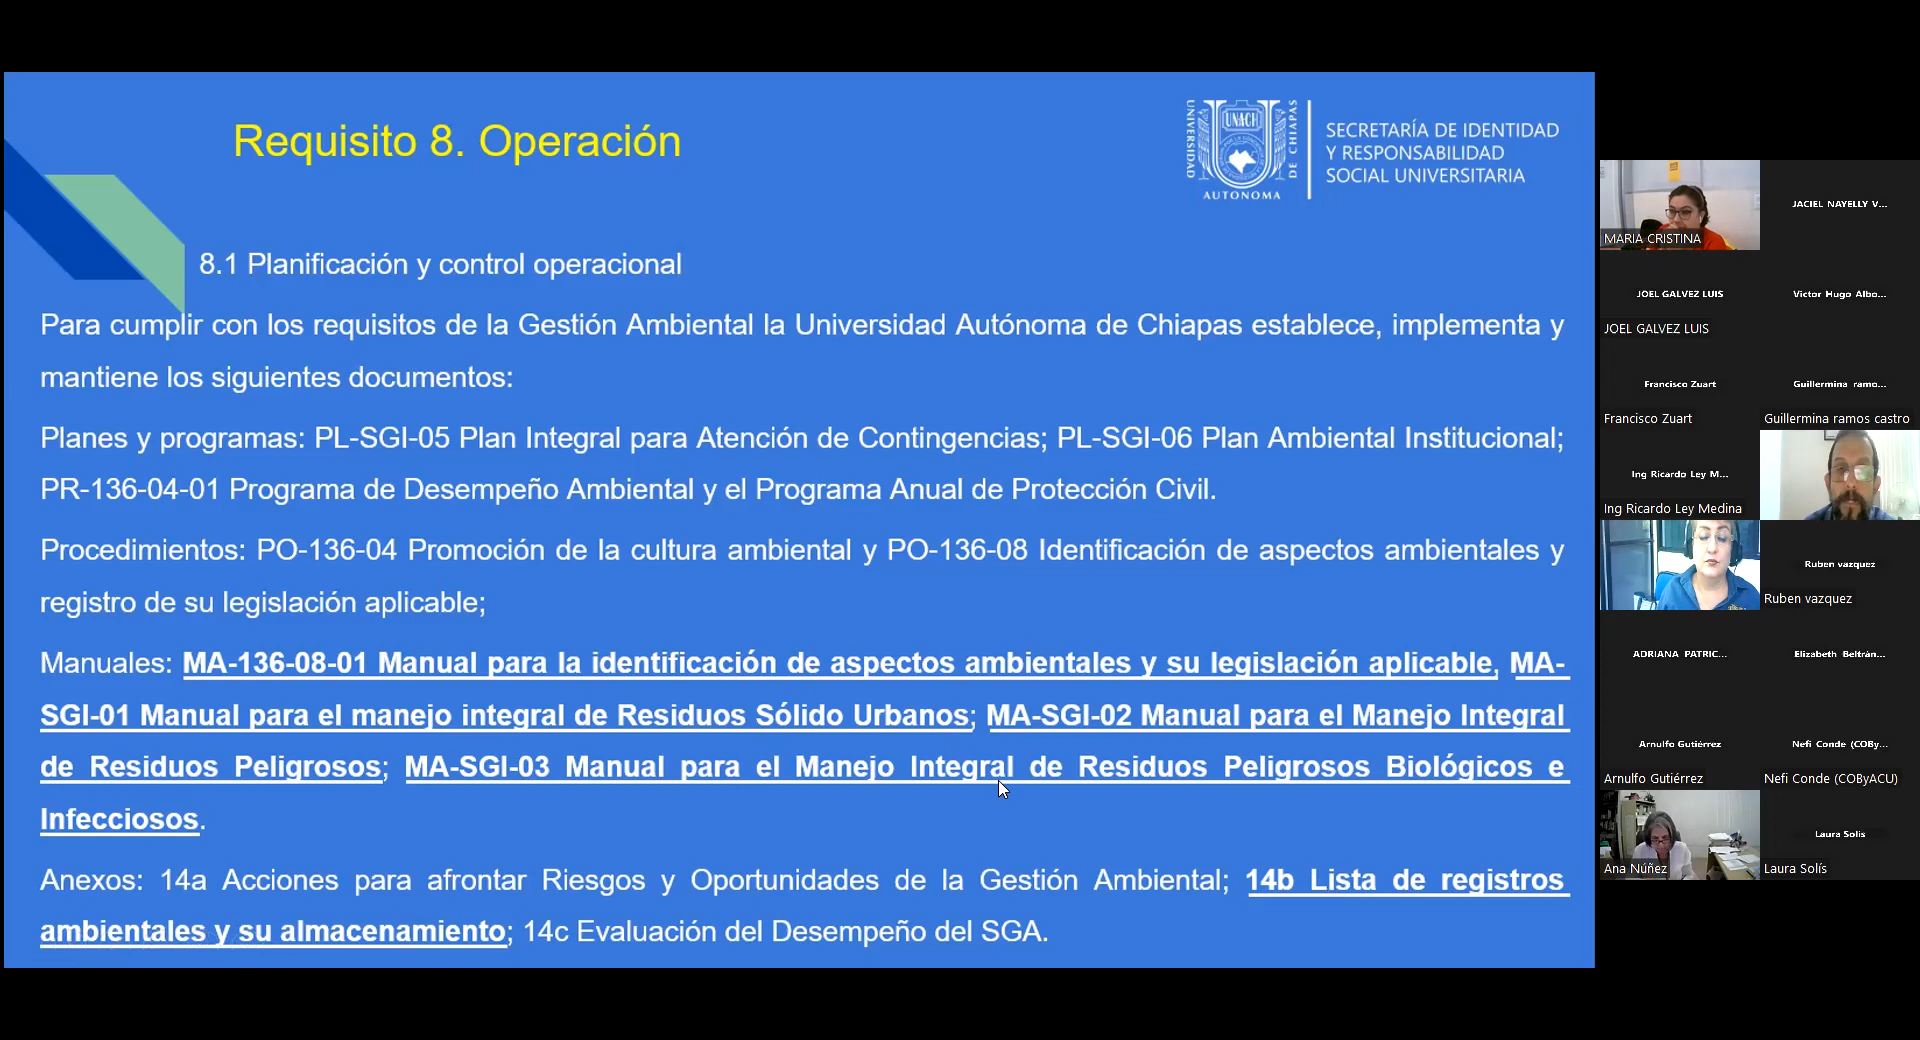 Requisito 8. Operación
UNIVERSIDAD
UNACH
DE CHIAPAS
AUTONOMA
SECRETARÍA DE IDENTIDAD
Y RESPONSABILIDAD
SOCIAL UNIVERSITARIA
8.1 Planificación y control operacional
Para cumplir con los requisitos de la Gestión Ambiental la Universidad Autónoma de Chiapas establece, implementa y
mantiene los siguientes documentos:
Planes y programas: PL-SGI-05 Plan Integral para Atención de Contingencias; PL-SGI-06 Plan Ambiental Institucional;
PR-136-04-01 Programa de Desempeño Ambiental y el Programa Anual de Protección Civil.
Procedimientos: PO-136-04 Promoción de la cultura ambiental y PO-136-08 Identificación de aspectos ambientales y
registro de su legislación aplicable;
Manuales: MA-136-08-01 Manual para la identificación de aspectos ambientales y su legislación aplicable, MA-
SGI-01 Manual para el manejo integral de Residuos Sólido Urbanos; MA-SGI-02 Manual para el Manejo Integral
de Residuos Peligrosos; MA-SGI-03 Manual para el Manejo Integral de Residuos Peligrosos Biológicos e
Infecciosos.
Anexos: 14a Acciones para afrontar Riesgos y Oportunidades de la Gestión Ambiental; 14b Lista de registros
ambientales y su almacenamiento; 14c Evaluación del Desempeño del SGA.
MARIA CRISTINA
JACIEL NAYELLY V...
JOEL GALVEZ LUIS
JOEL GALVEZ LUIS
Victor Hugo Albo...
Francisco Zuart
Francisco Zuart
Guillermina ramo...
Guillermina ramos castro
Ing Ricardo Ley M...
Ing Ricardo Ley Medina
Ruben vazquez
Ruben vazquez
ADRIANA PATRIC...
Elizabeth Beltrán...
Arnulfo Gutiérrez
Arnulfo Gutiérrez
Nefi Conde (COBy...
Nefi Conde (COByACU)
Ana Núñez
Laura Solís
Laura Solís